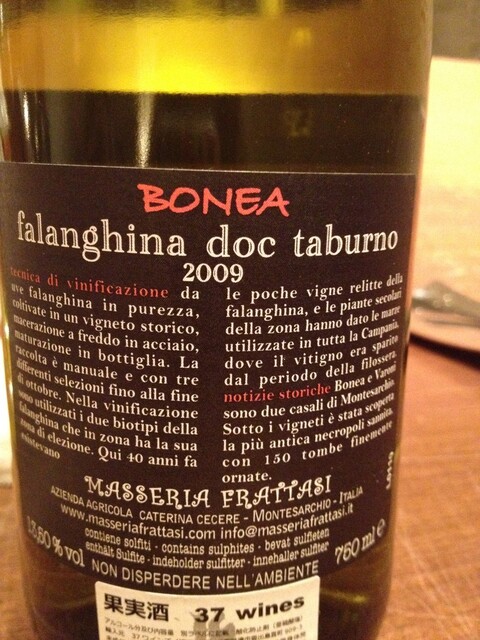 BONEA
falanghina doc taburno
2009
tecnica di vinificazione da
uve falanghina in purezza,
coltivate in un vigneto storico,
macerazione a freddo in acciaio,
maturazione in bottiglia. La
raccolta è manuale e con tre
differenti selezioni fino alla fine
di ottobre. Nella vinificazione
sono utilizzati i due biotipi della
falanghina che in zona ha la sua
zona di elezione. Qui 40 anni fa
esistevano
le poche vigne relitte della
falanghina, e le piante secolari
della zona hanno dato le marze
utilizzate in tutta la Campania,
dove il vitigno era sparito
dal periodo della filossera.
notizie storiche Bonea e Varoni
sono due casali di Montesarchio.
Sotto i vigneti è stata scoperta
la più antica necropoli sannita,
con 150 tombe finemente
ornate.
MASSERIA FRATTASI
AZIENDA AGRICOLA CATERINA CECERE - MONTESARCHIO - ITALIA
www.masseriafrattasi.com info@masseriafrattasi.it
contiene solfiti - contains sulphites - bevat sulfieten
enthält Sulfite - indeholder sulfitter - innehaller sulfiter
13,50 % vol
750 ml e
NON DISPERDERE NELL'AMBIENTE
果実酒 37 wines